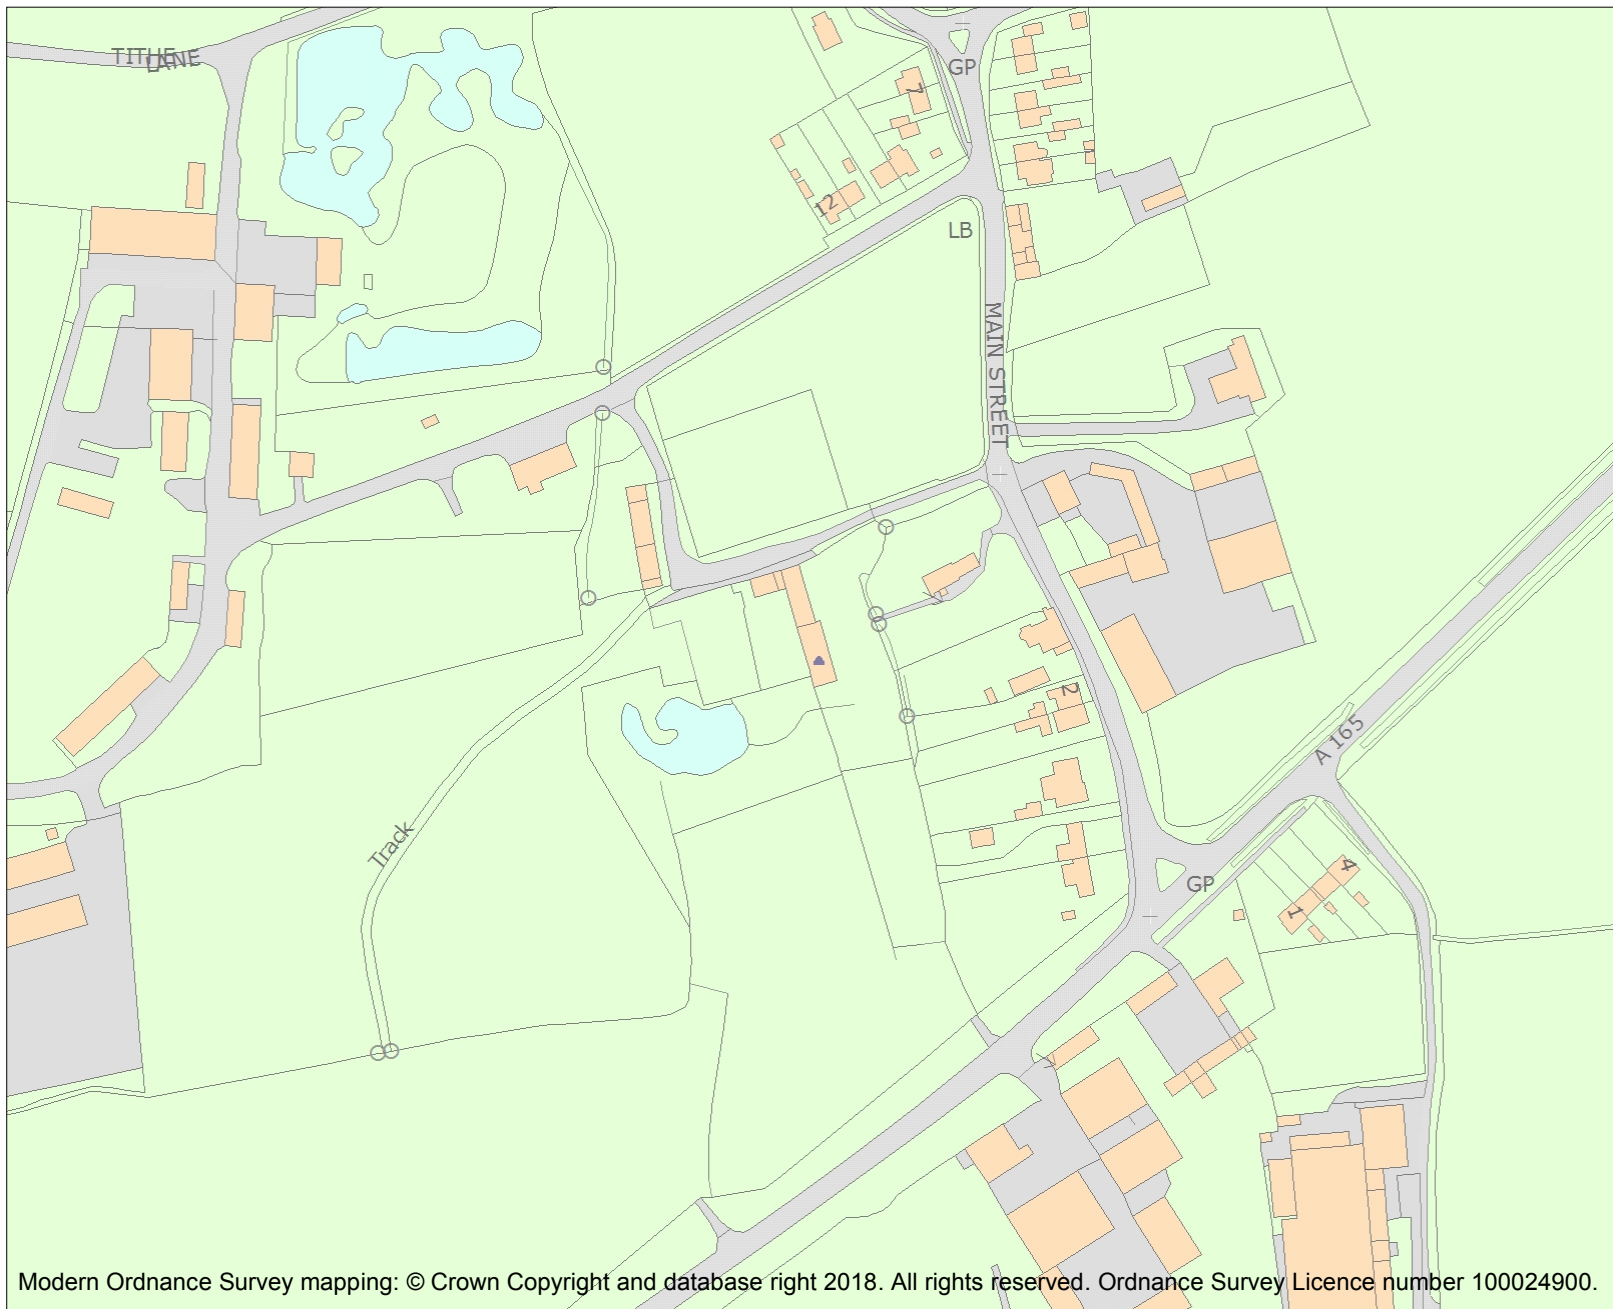 TITHE
LANE
GP
7
12
LB
MAIN STREET
2
A 165
Track
GP
4
1
Modern Ordnance Survey mapping: © Crown Copyright and database right 2018. All rights reserved. Ordnance Survey Licence number 100024900.